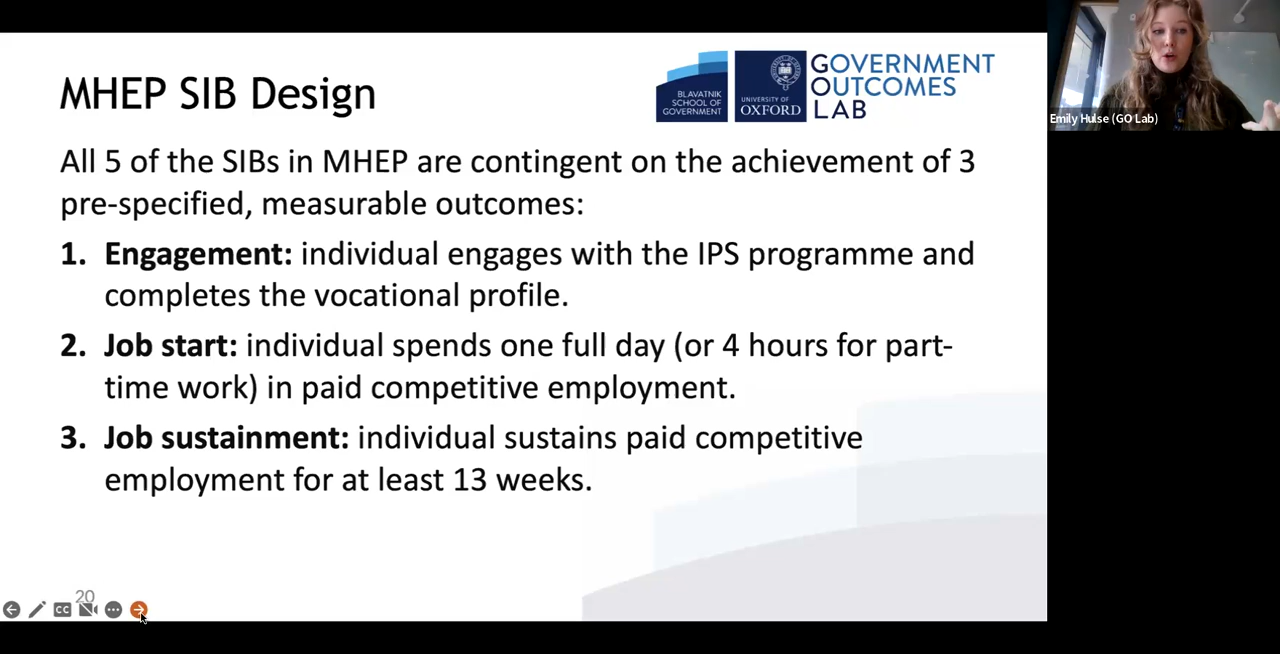 MHEP SIB Design
BLAVATNIK
SCHOOL OF
GOVERNMENT
UNIVERSITY OF
OXFORD
GOVERNMENT
OUTCOMES
LAB
Emily Hulse (GO Lab)
All 5 of the SIBs in MHEP are contingent on the achievement of 3
pre-specified, measurable outcomes:
1. Engagement: individual engages with the IPS programme and
completes the vocational profile.
2. Job start: individual spends one full day (or 4 hours for part-
time work) in paid competitive employment.
3. Job sustainment: individual sustains paid competitive
employment for at least 13 weeks.
20
CC